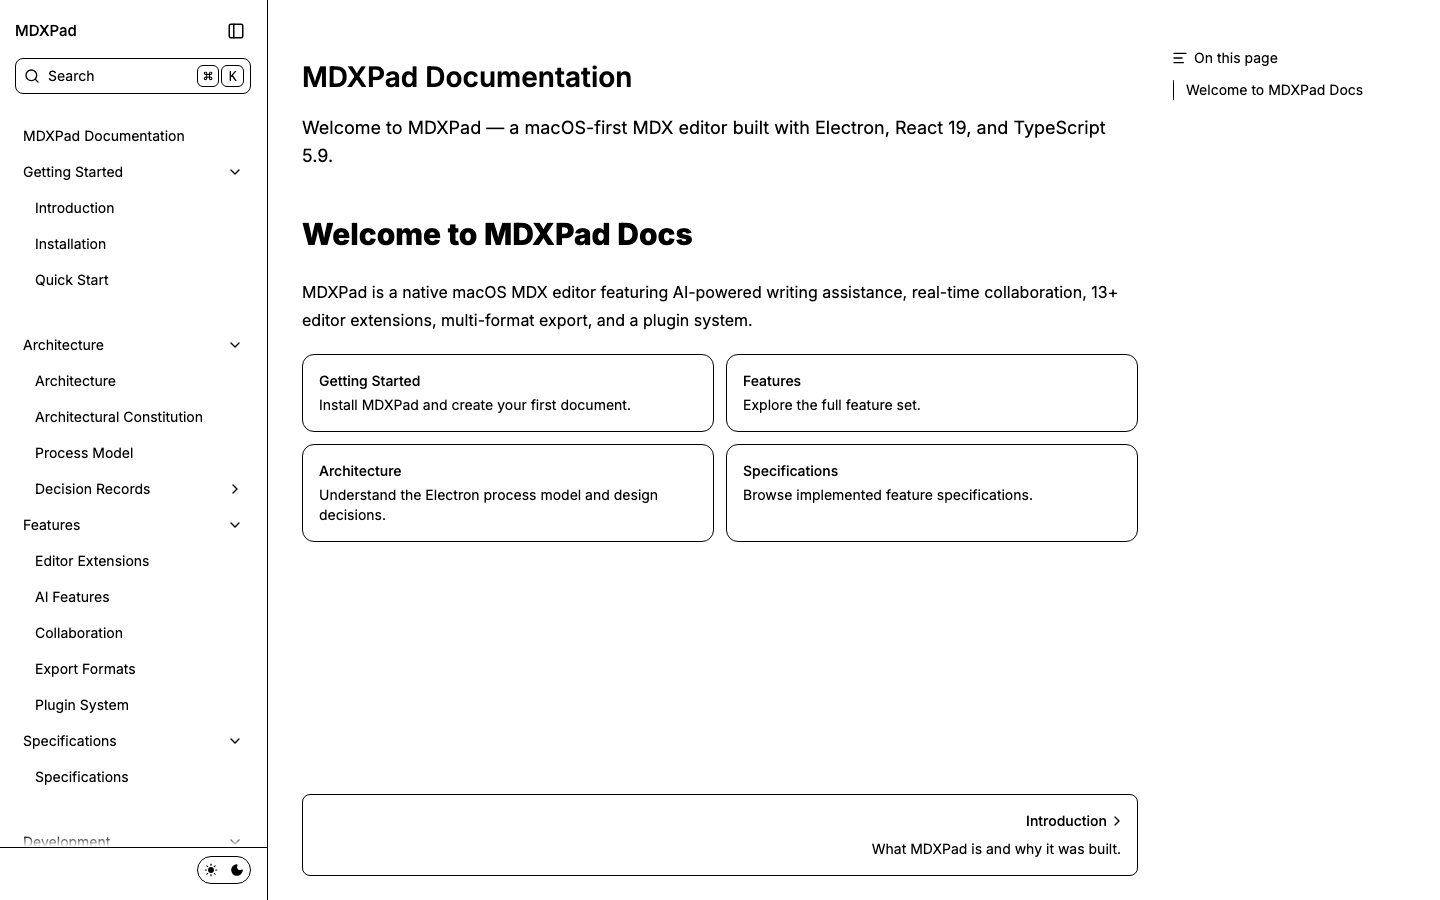 MDXPad
Search
⌘ K
MDXPad Documentation
Getting Started
Introduction
Installation
Quick Start
Architecture
Architecture
Architectural Constitution
Process Model
Decision Records
Features
Editor Extensions
AI Features
Collaboration
Export Formats
Plugin System
Specifications
Specifications
Development
MDXPad Documentation
Welcome to MDXPad — a macOS-first MDX editor built with Electron, React 19, and TypeScript
5.9.
Welcome to MDXPad Docs
MDXPad is a native macOS MDX editor featuring AI-powered writing assistance, real-time collaboration, 13+
editor extensions, multi-format export, and a plugin system.
Getting Started
Install MDXPad and create your first document.
Features
Explore the full feature set.
Architecture
Understand the Electron process model and design
decisions.
Specifications
Browse implemented feature specifications.
Introduction
What MDXPad is and why it was built.
On this page
Welcome to MDXPad Docs